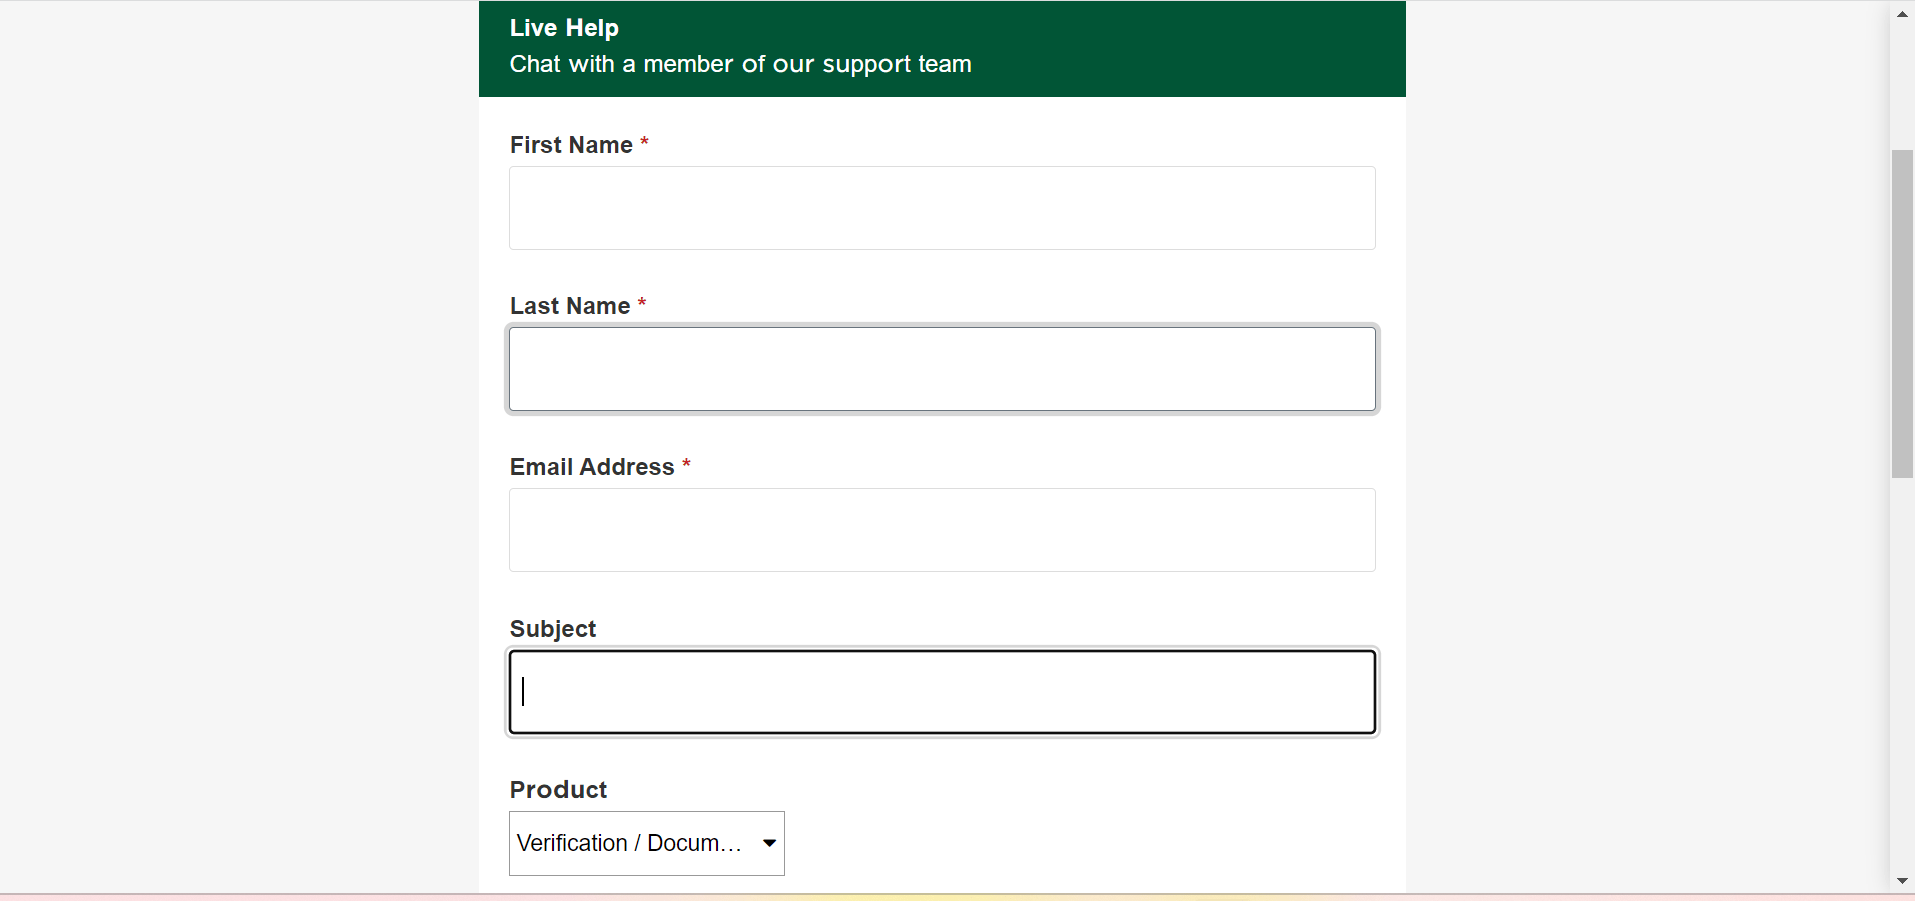 Live Help
Chat with a member of our support team
First Name *
Last Name *
Email Address *
Subject
Product
Verification / Docum...